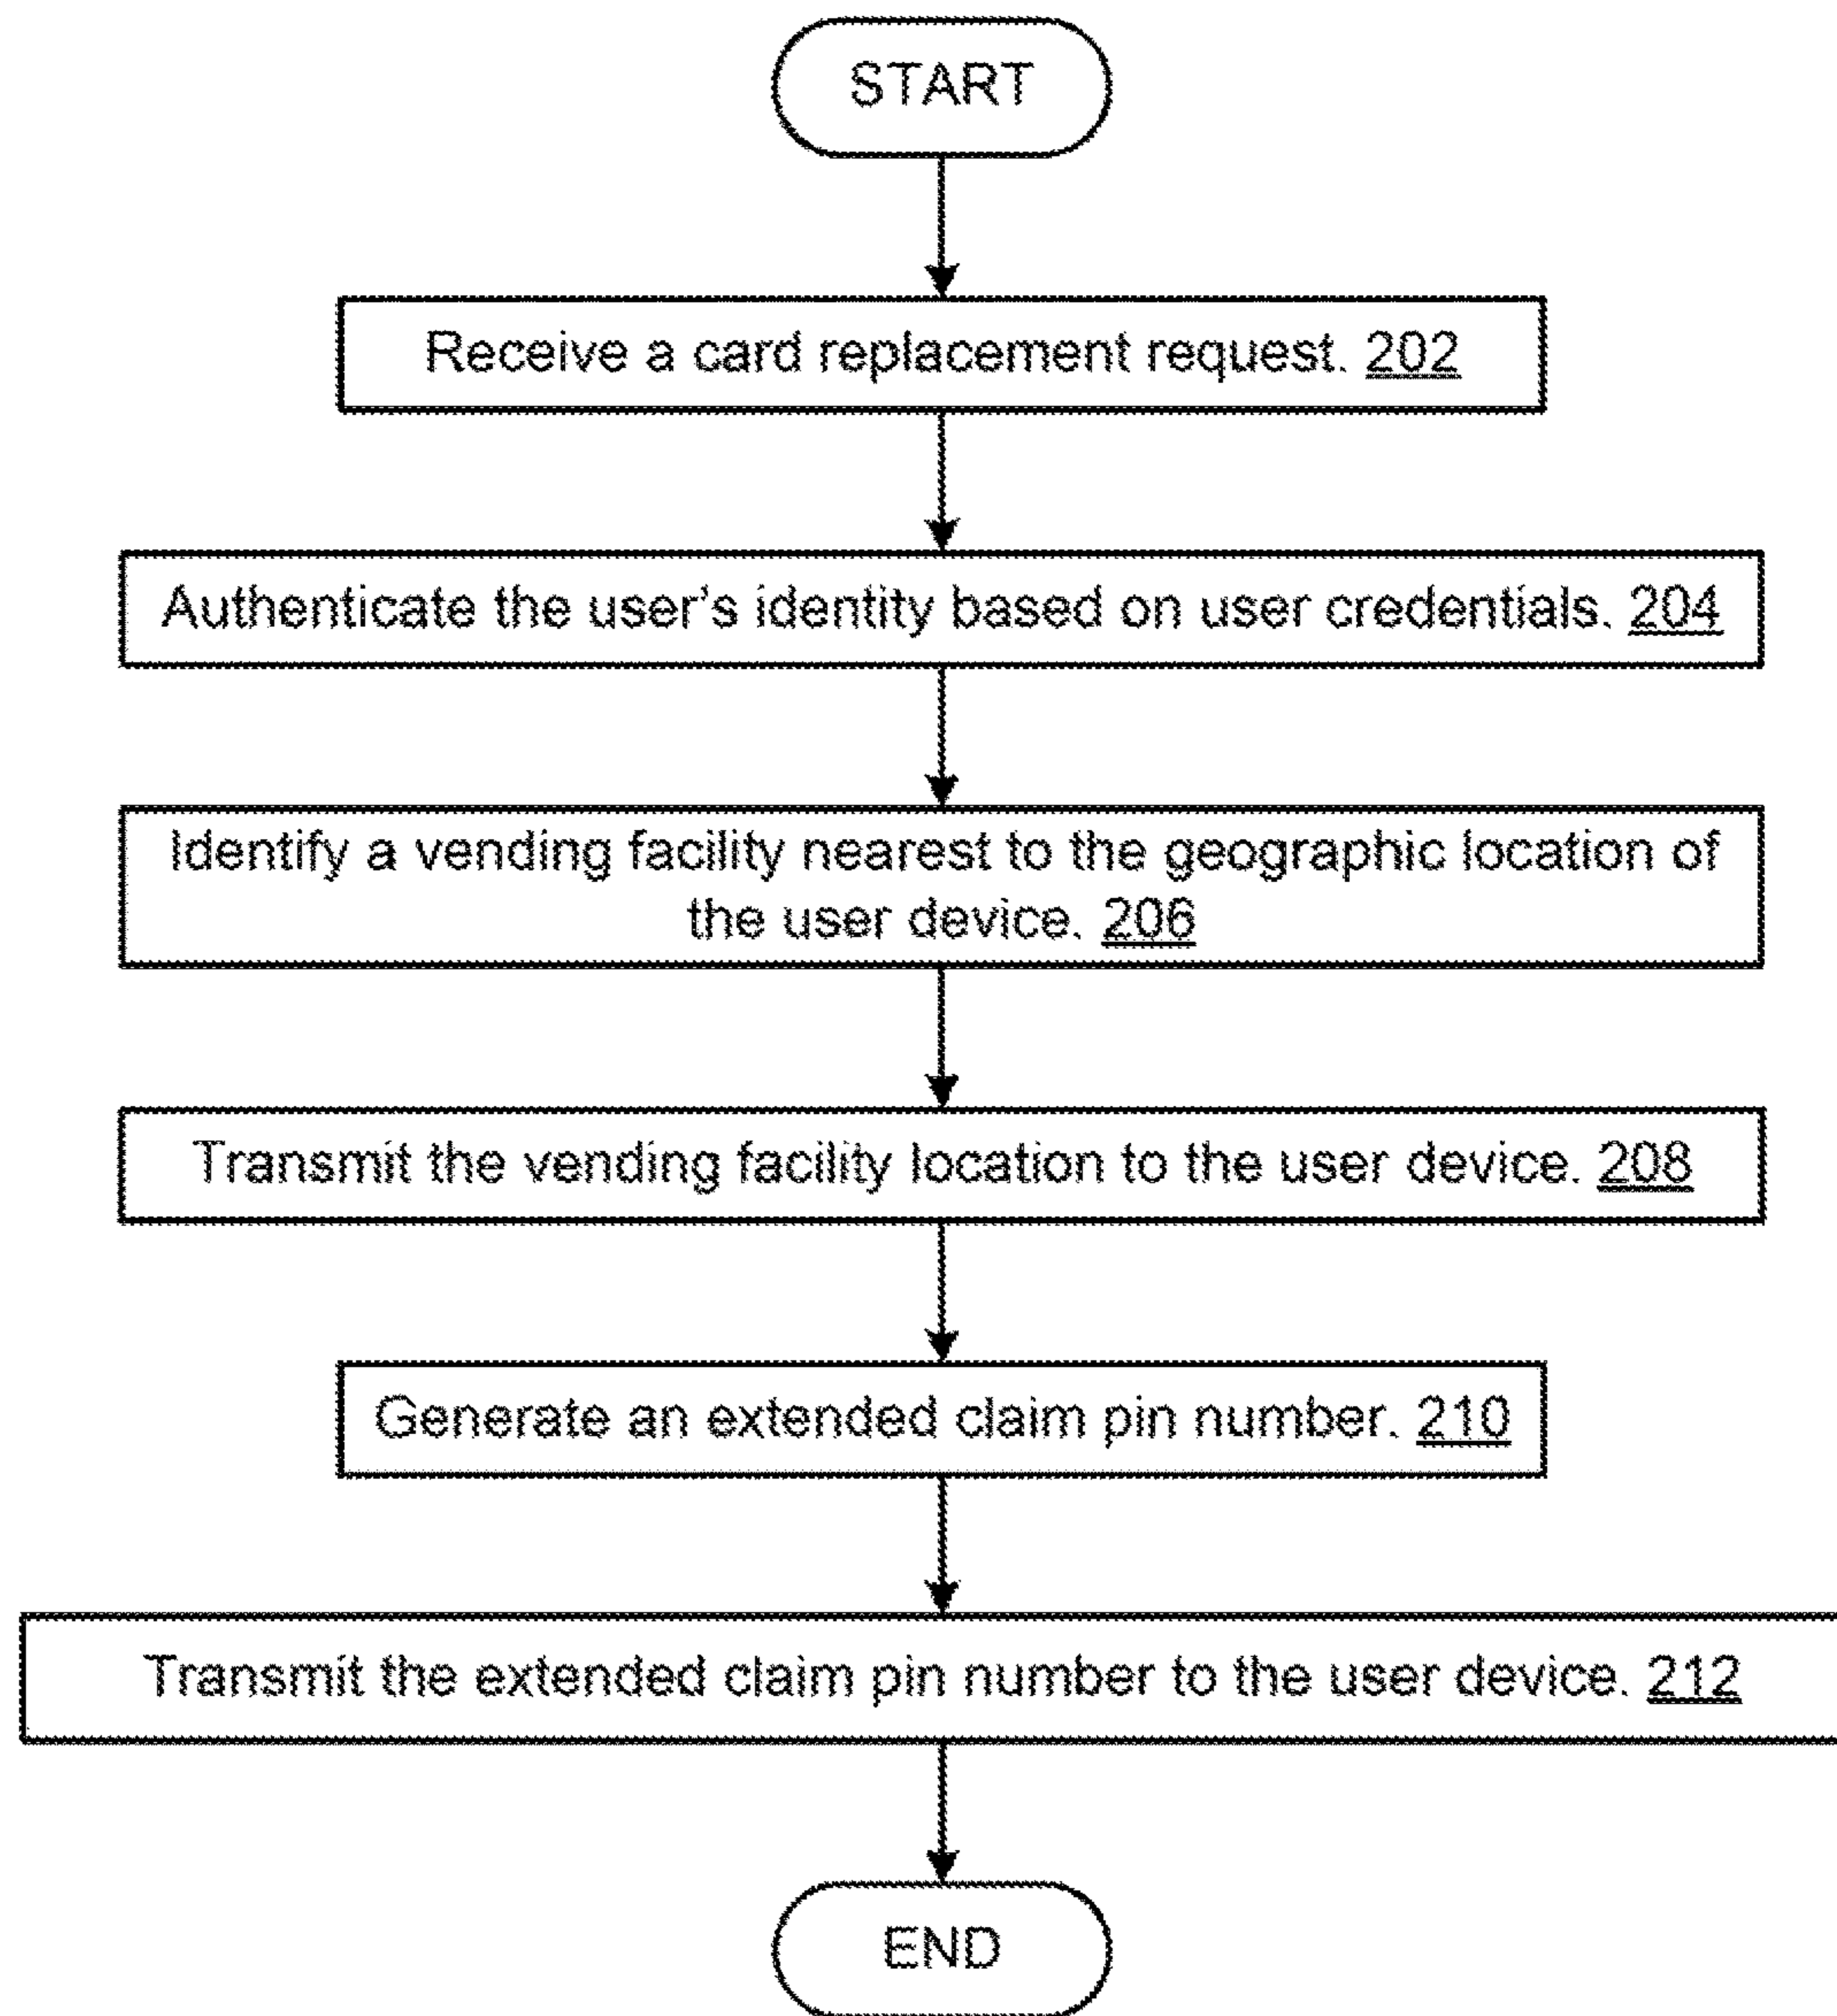 START
Receive a card replacement request. 202
Authenticate the user's identity based on user credentials. 204
Identify a vending facility nearest to the geographic location of
the user device. 206
Transmit the vending facility location to the user device. 208
Generate an extended claim pin number. 210
Transmit the extended claim pin number to the user device. 212
END